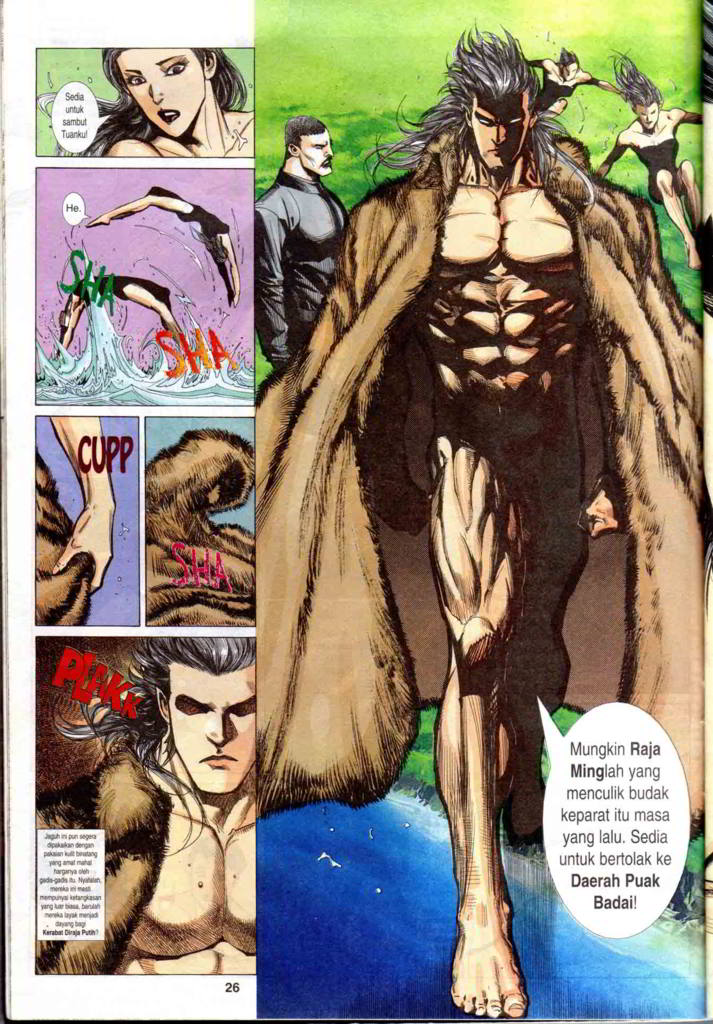 Sedia
untuk
sambut
Tuanku!
He.
SHA
SHA
CUPP
SHA
PLAKK
Jaguh ini pun segera
dipakaikan dengan
pakaian kulit binatang
yang amat mahal
harganya oleh
gadis-gadis itu. Nyatalah,
mereka ini mesti
mempunyai ketangkasan
yang luar biasa, barulah
mereka layak menjadi
dayang bagi
Kerabat Diraja Putih?
Mungkin Raja
Minglah yang
menculik budak
keparat itu masa
yang lalu. Sedia
untuk bertolak ke
Daerah Puak
Badai!
26